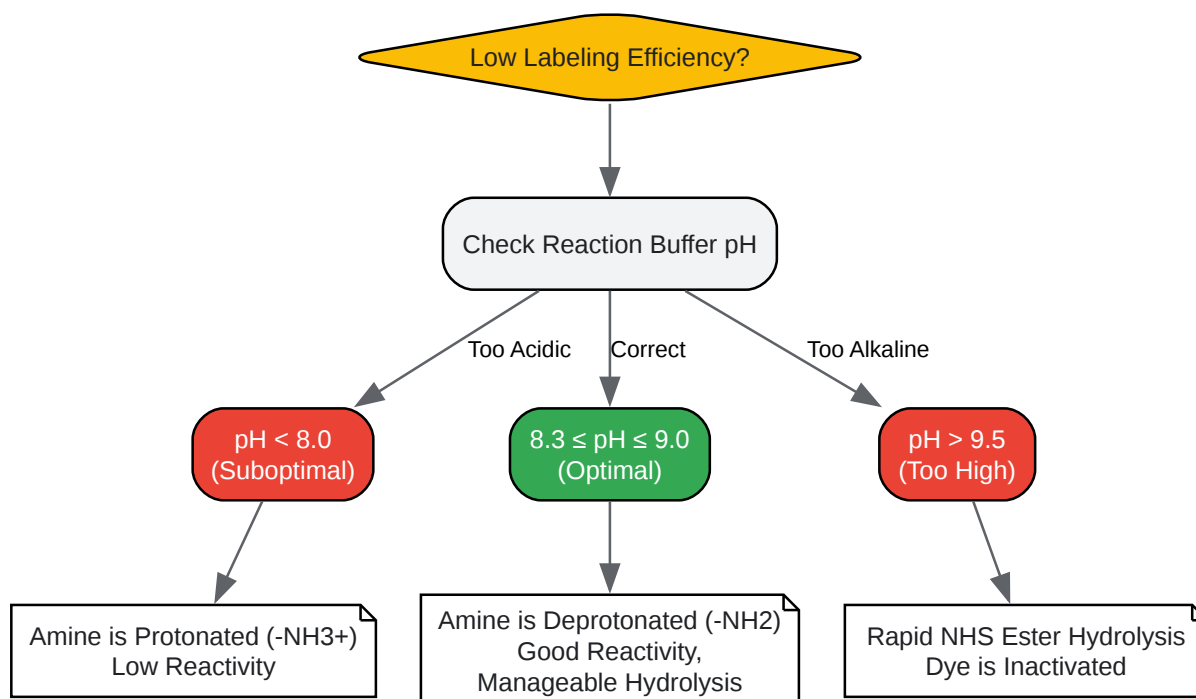 Low Labeling Efficiency?
Check Reaction Buffer pH
Too Acidic
Correct
Too Alkaline
pH < 8.0
(Suboptimal)
8.3 ≤ pH ≤ 9.0
(Optimal)
pH > 9.5
(Too High)
Amine is Protonated (-NH3+)
Low Reactivity
Amine is Deprotonated (-NH2)
Good Reactivity,
Manageable Hydrolysis
Rapid NHS Ester Hydrolysis
Dye is Inactivated